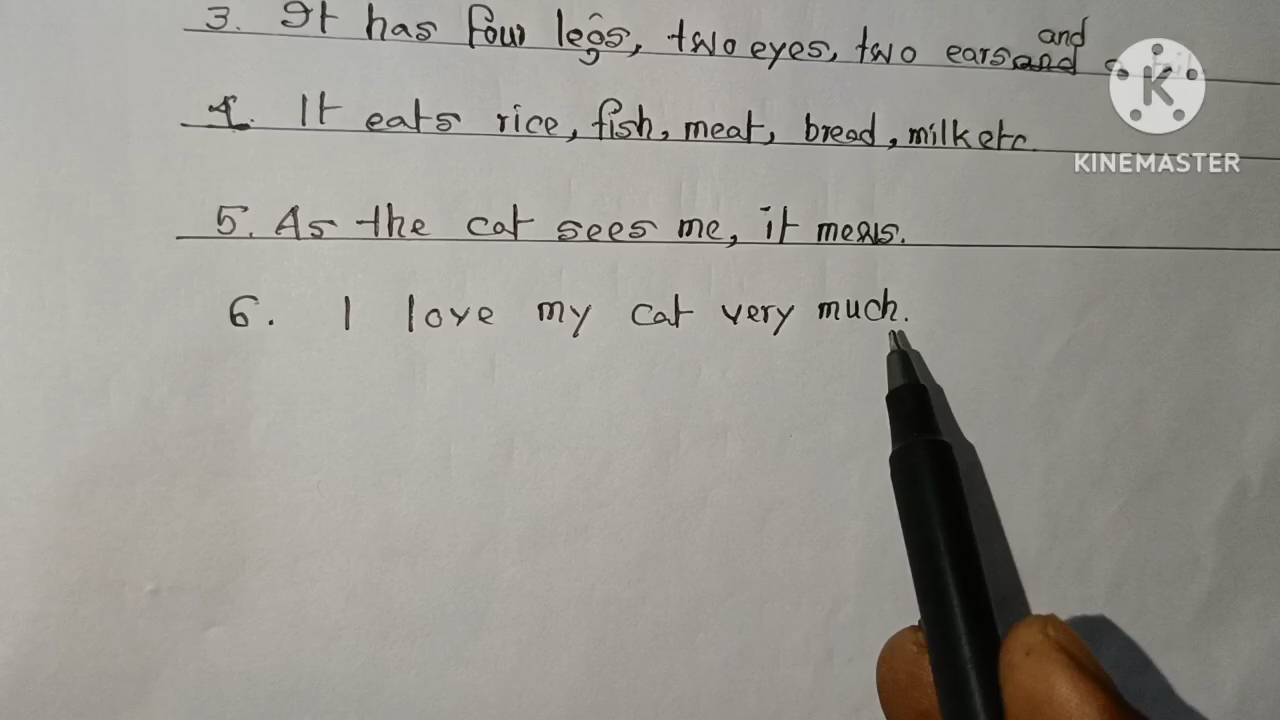 and
3. It has four legs, two eyes, two ears and a
4. It eats rice, fish, meat, bread, milk etc.
KINEMASTER
5. As the cat sees me, it mews.
6. I love my cat very much.